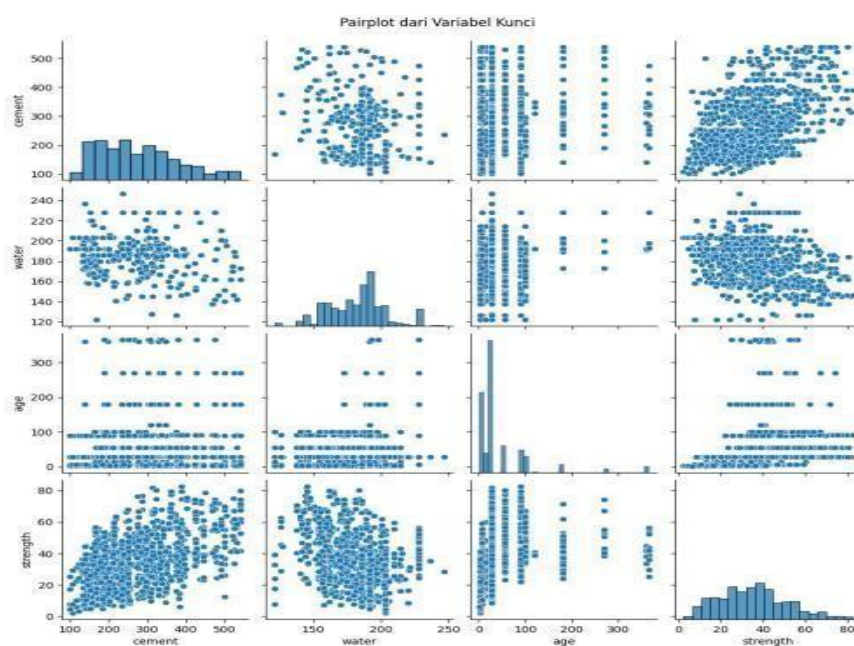 Pairplot dari Variabel Kunci
500
400
300
200
100
cement
240
220
200
180
160
140
120
water
300
200
100
0
age
80
60
40
20
0
strength
100 200 300 400 500
150 200 250
0 100 200 300
0 20 40 60 80
cement water age strength